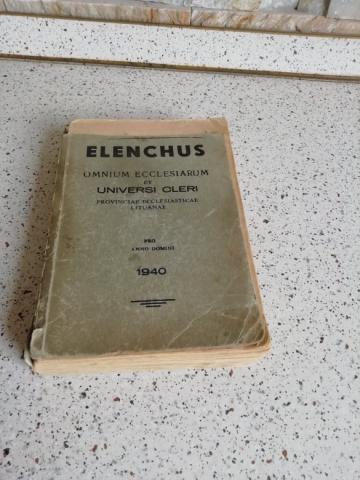 ELENCHUS
OMNIUM ECCLESIARUM
ET
UNIVERSI CLERI
PROVINCIAE ECCLESIASTICAE
LITUANAE
PRO
ANNO DOMINI
1940